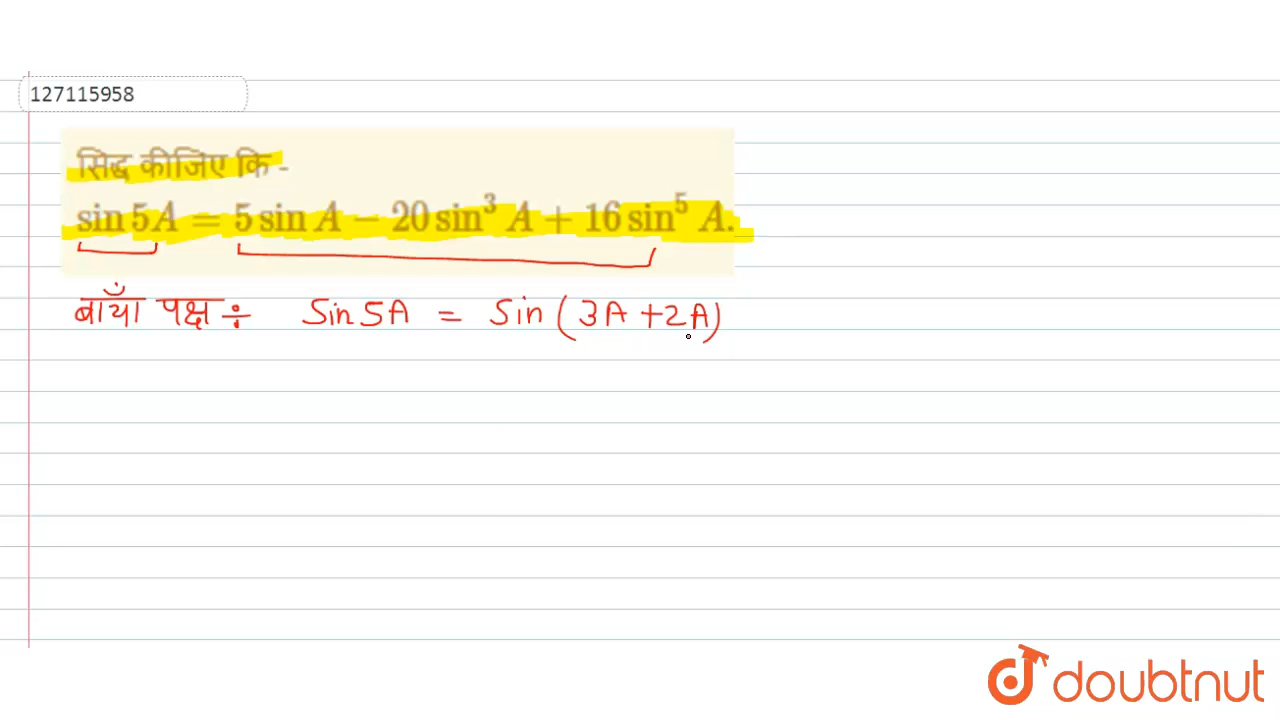 127115958
सिद्ध कीजिए कि -
sin 5A = 5 sin A − 20 sin³ A + 16 sin⁵ A.
बाँया पक्ष ÷ Sin 5A = Sin (3A + 2A)
doubtnut